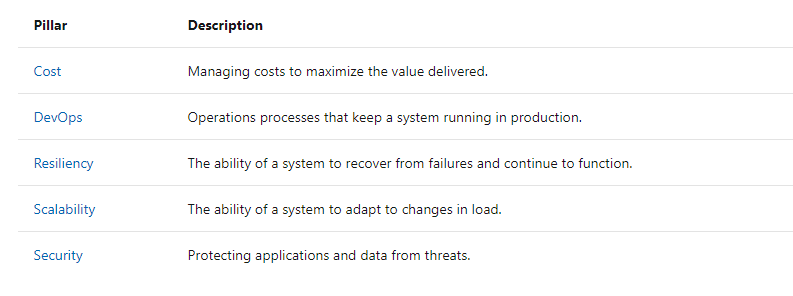 Pillar Description
Cost Managing costs to maximize the value delivered.
DevOps Operations processes that keep a system running in production.
Resiliency The ability of a system to recover from failures and continue to function.
Scalability The ability of a system to adapt to changes in load.
Security Protecting applications and data from threats.